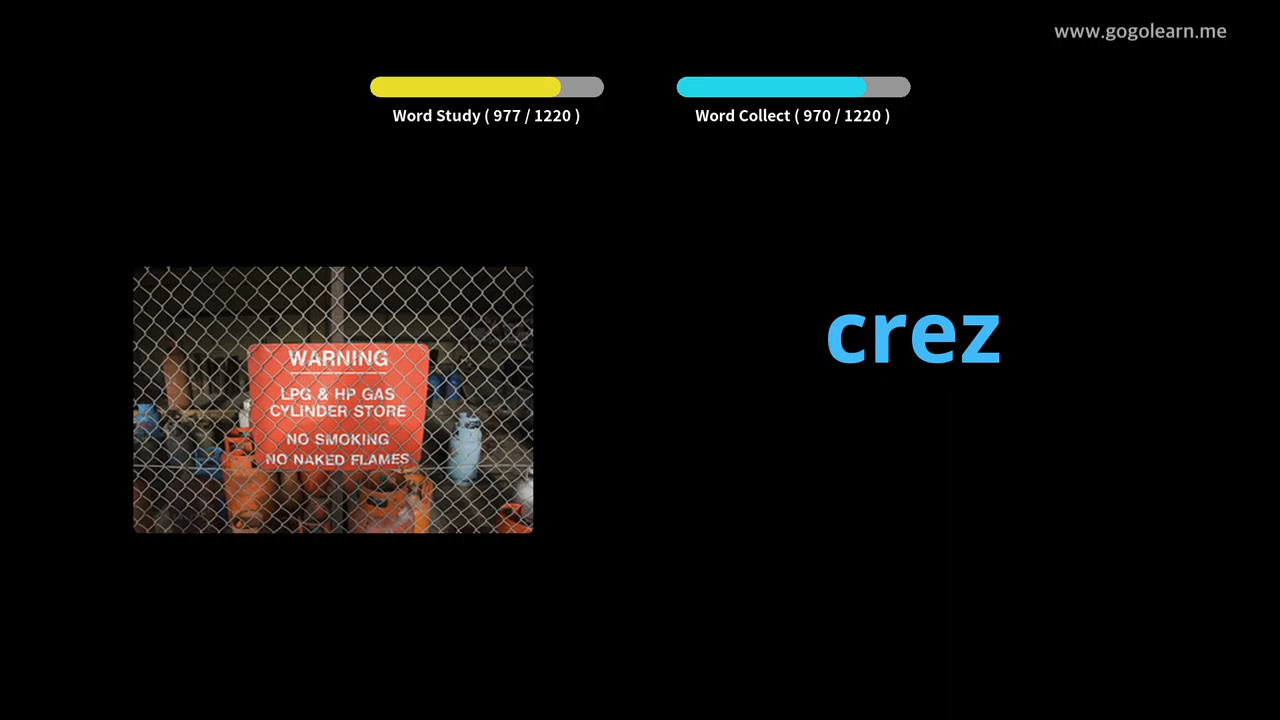 www.gogolearn.me
Word Study ( 977 / 1220 )
Word Collect ( 970 / 1220 )
crez
WARNING
LPG & HP GAS
CYLINDER STORE
NO SMOKING
NO NAKED FLAMES